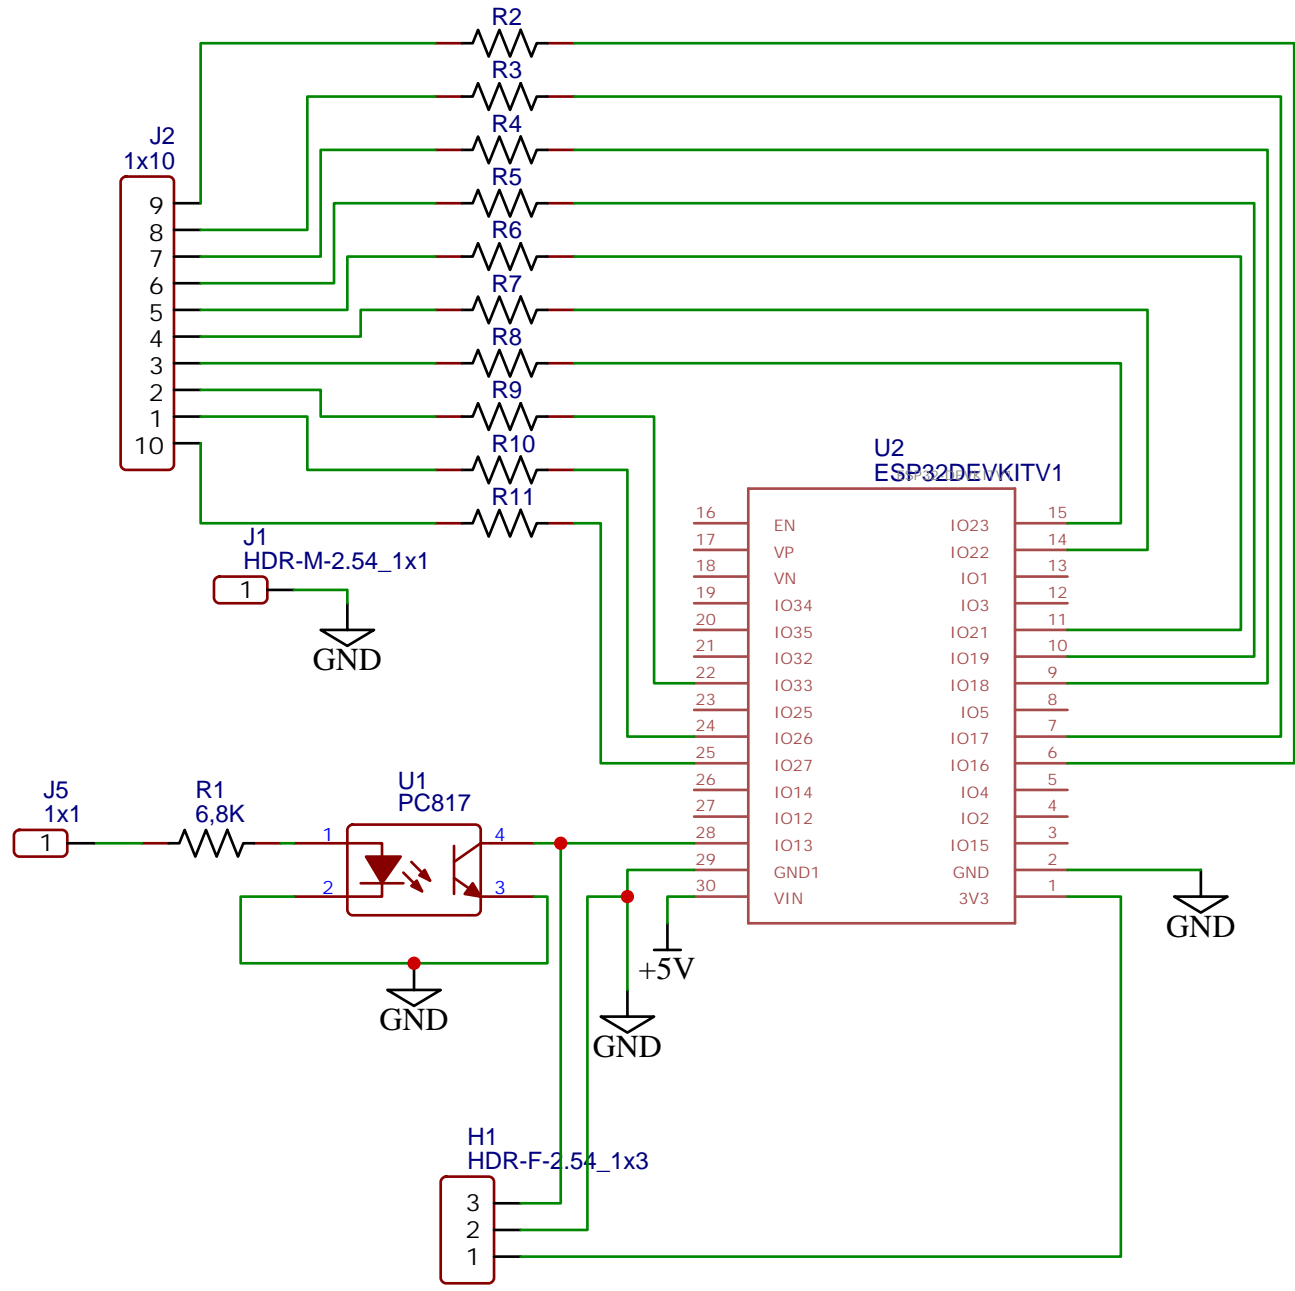 R2
R3
R4
R5
R6
R7
R8
R9
R10
R11
J2
1x10
9
8
7
6
5
4
3
2
1
10
J1
HDR-M-2.54_1x1
1
GND
U2
ESP32DEVKITV1
16 EN IO23 15
17 VP IO22 14
18 VN IO1 13
19 IO34 IO3 12
20 IO35 IO21 11
21 IO32 IO19 10
22 IO33 IO18 9
23 IO25 IO5 8
24 IO26 IO17 7
25 IO27 IO16 6
26 IO14 IO4 5
27 IO12 IO2 4
28 IO13 IO15 3
29 GND1 GND 2
30 VIN 3V3 1
J5
1x1
1
R1
6,8K
U1
PC817
1
2
4
3
GND
+5V
GND
GND
H1
HDR-F-2.54_1x3
3
2
1